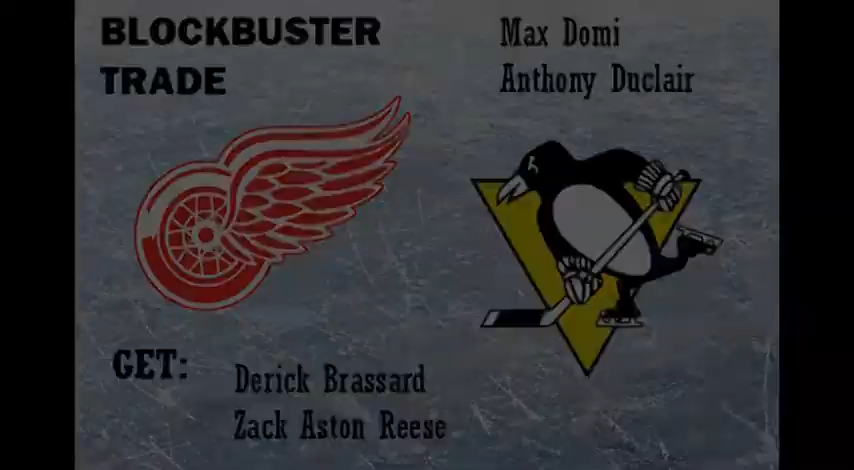 BLOCKBUSTER
TRADE
Max Domi
Anthony Duclair
GET:
Derick Brassard
Zack Aston Reese